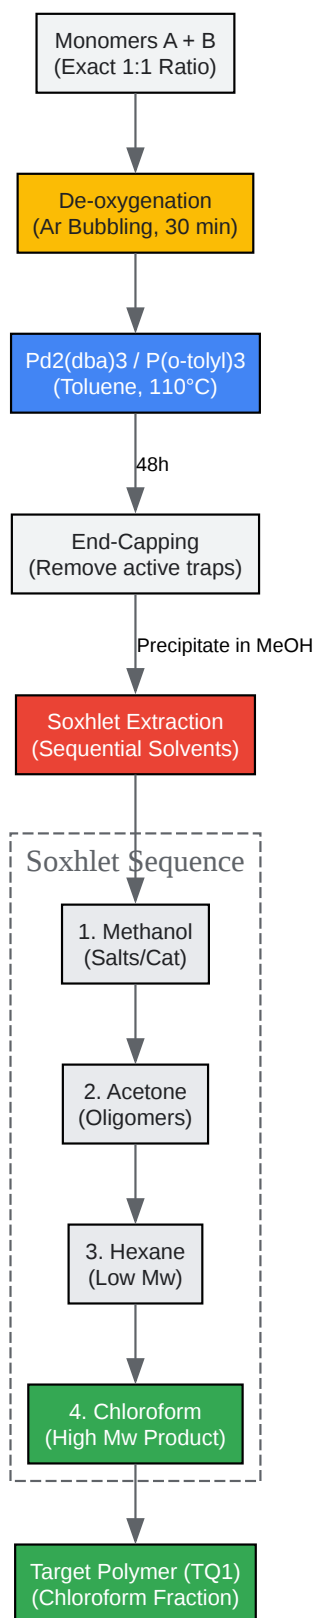 Monomers A + B
(Exact 1:1 Ratio)
De-oxygenation
(Ar Bubbling, 30 min)
Pd2(dba)3 / P(o-tolyl)3
(Toluene, 110°C)
48h
End-Capping
(Remove active traps)
Precipitate in MeOH
Soxhlet Extraction
(Sequential Solvents)
Soxhlet Sequence
1. Methanol
(Salts/Cat)
2. Acetone
(Oligomers)
3. Hexane
(Low Mw)
4. Chloroform
(High Mw Product)
Target Polymer (TQ1)
(Chloroform Fraction)